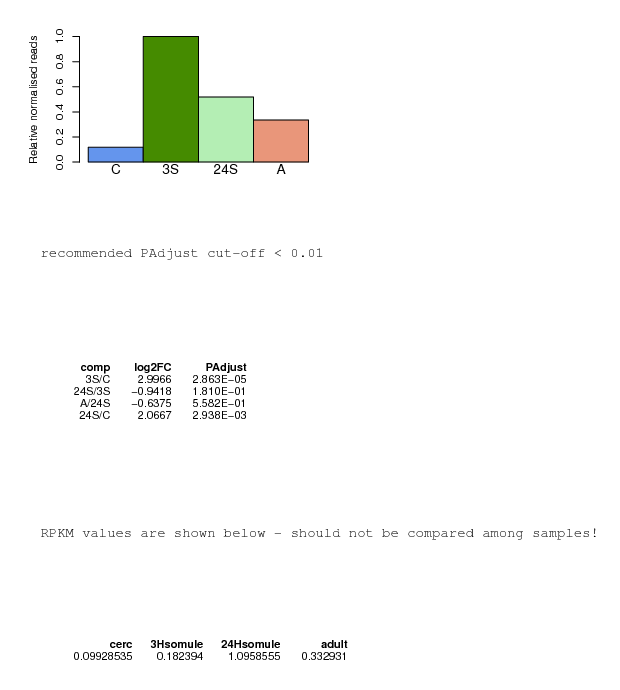 Relative normalised reads
1.0
0.8
0.6
0.4
0.2
0.0
C 3S 24S A
recommended PAdjust cut-off < 0.01
comp log2FC PAdjust
3S/C 2.9966 2.863E−05
24S/3S −0.9418 1.810E−01
A/24S −0.6375 5.582E−01
24S/C 2.0667 2.938E−03
RPKM values are shown below - should not be compared among samples!
cerc 3Hsomule 24Hsomule adult
0.09928535 0.182394 1.0958555 0.332931